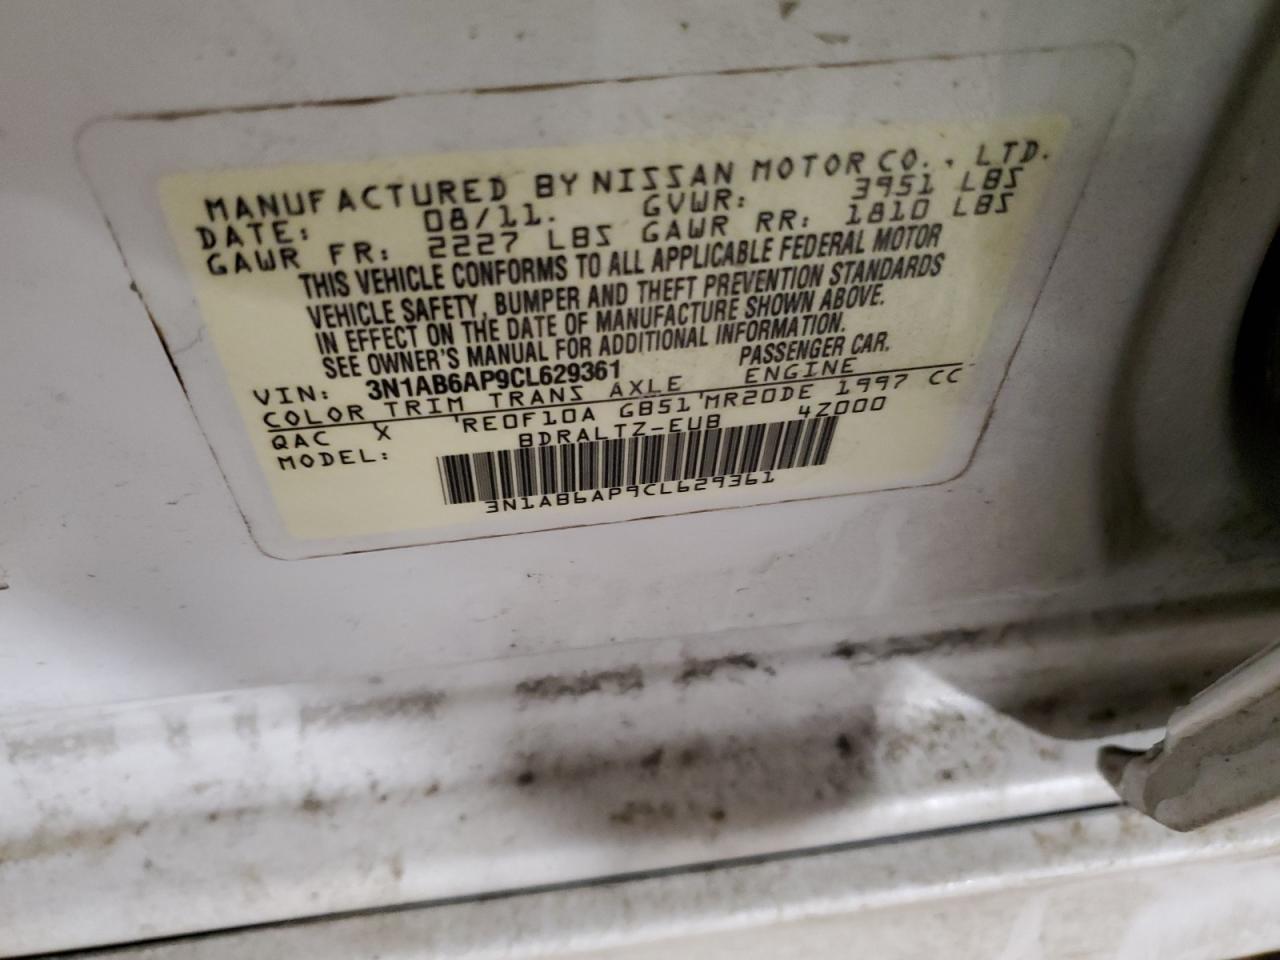 MANUFACTURED BY NISSAN MOTOR CO., LTD.
DATE: 08/11. GVWR: 3951 LBS
GAWR FR: 2227 LBS GAWR RR: 1810 LBS
THIS VEHICLE CONFORMS TO ALL APPLICABLE FEDERAL MOTOR
VEHICLE SAFETY, BUMPER AND THEFT PREVENTION STANDARDS
IN EFFECT ON THE DATE OF MANUFACTURE SHOWN ABOVE.
SEE OWNER'S MANUAL FOR ADDITIONAL INFORMATION.
VIN: 3N1AB6AP9CL629361 PASSENGER CAR.
COLOR TRIM TRANS AXLE ENGINE
QAC X 'RE0F10A GB51'MR20DE 1997 CC
MODEL: BDRALTZ-EUB 4Z000
3N1AB6AP9CL629361